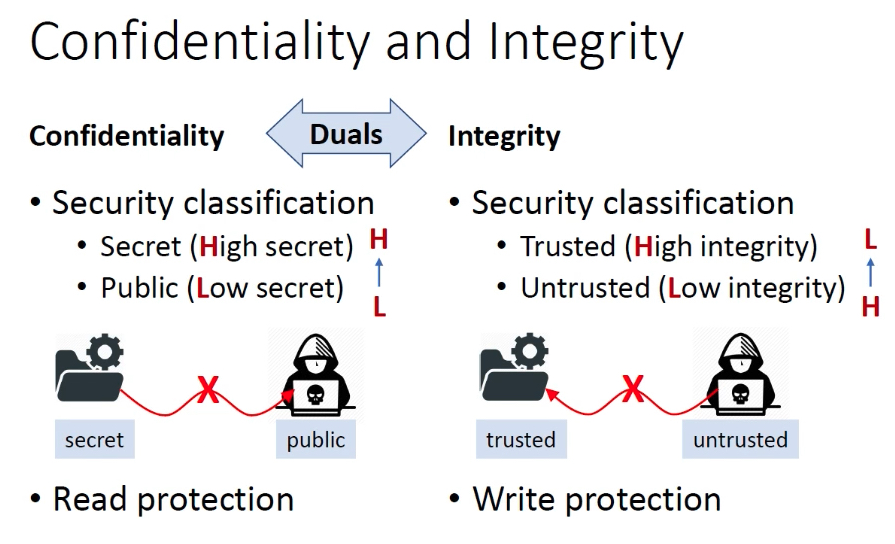 Confidentiality and Integrity
Duals
Confidentiality
• Security classification
• Secret (High secret)
• Public (Low secret)
H
L
X
secret
public
• Read protection
Integrity
• Security classification
• Trusted (High integrity)
• Untrusted (Low integrity)
L
H
X
trusted
untrusted
• Write protection